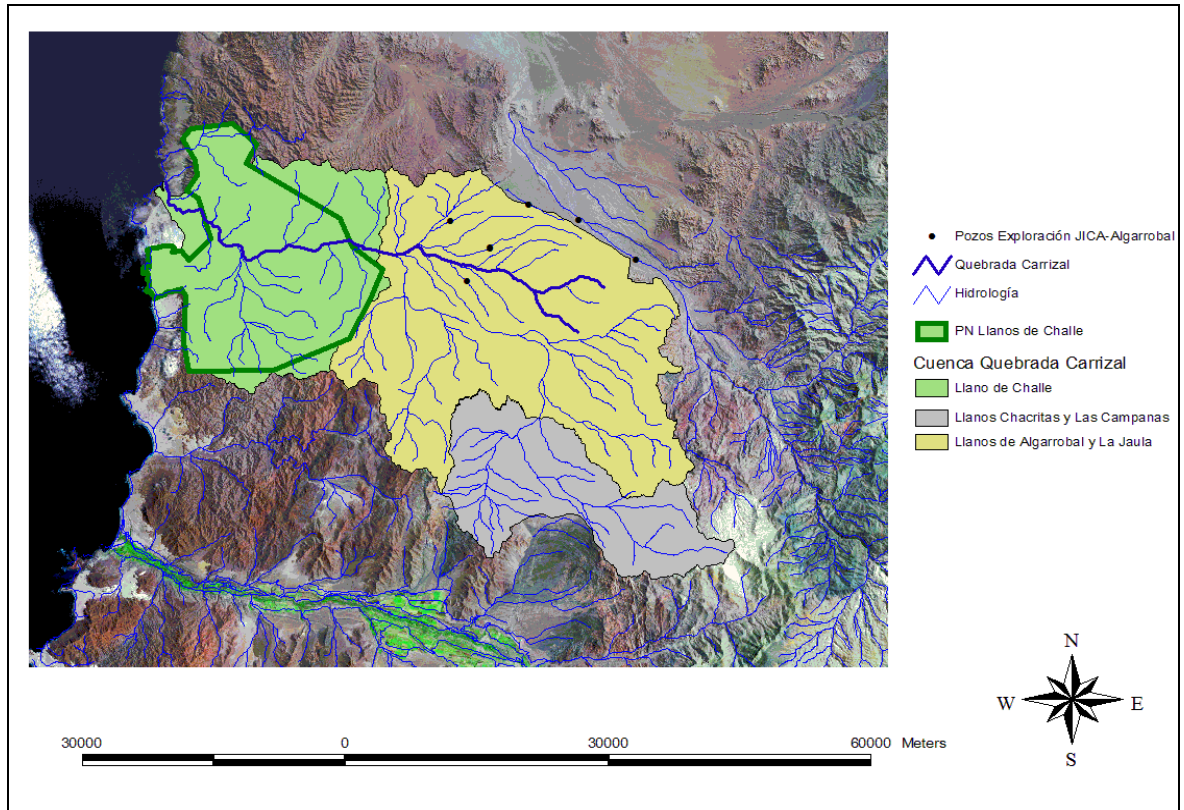 Pozos Exploración JICA-Algarrobal
Quebrada Carrizal
Hidrología
PN Llanos de Challe
Cuenca Quebrada Carrizal
Llano de Challe
Llanos Chacritas y Las Campanas
Llanos de Algarrobal y La Jaula
N
W E
S
30000 0 30000 60000 Meters